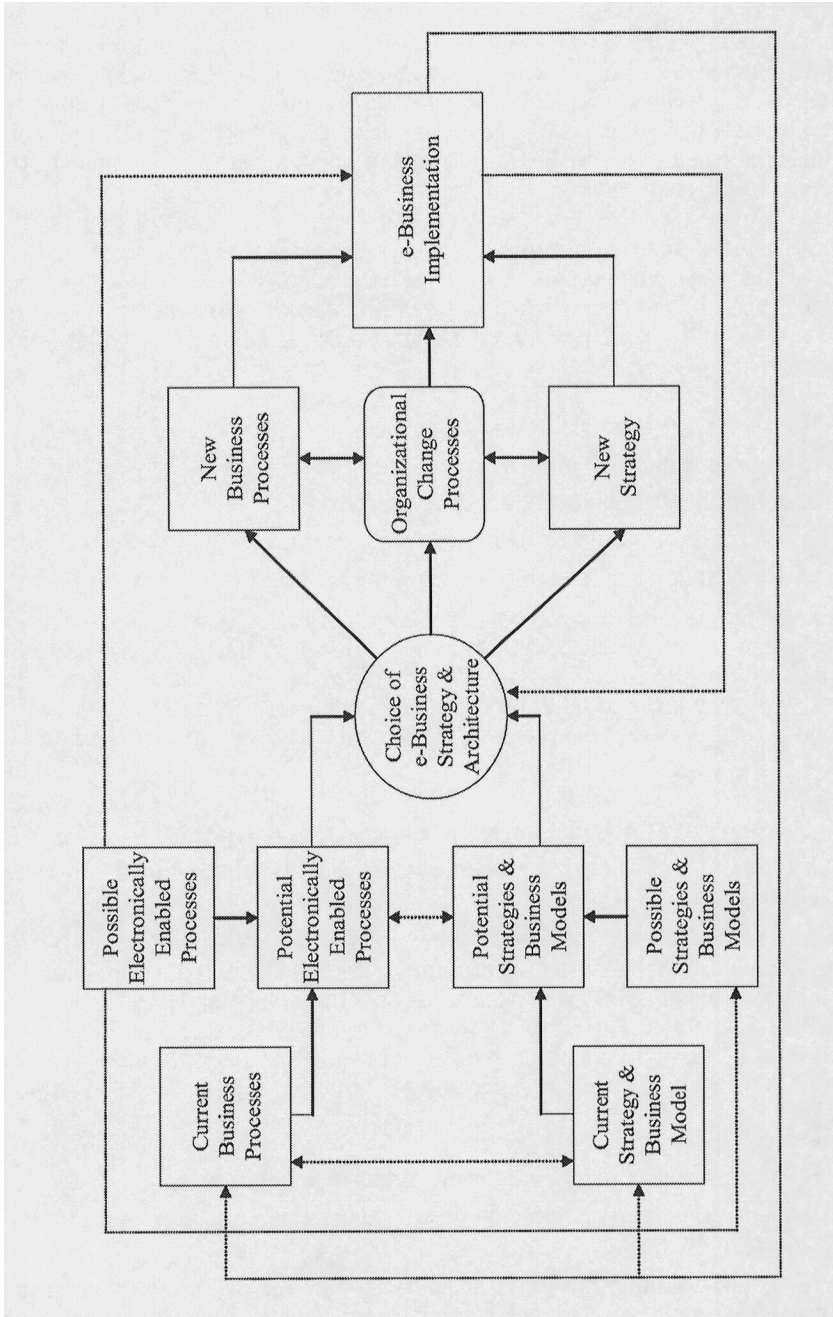 Current
Business
Processes
Current
Strategy &
Business
Model
Possible
Electronically
Enabled
Processes
Potential
Electronically
Enabled
Processes
Potential
Strategies &
Business
Models
Possible
Strategies &
Business
Models
Choice of
e-Business
Strategy &
Architecture
New
Business
Processes
Organizational
Change
Processes
New
Strategy
e-Business
Implementation